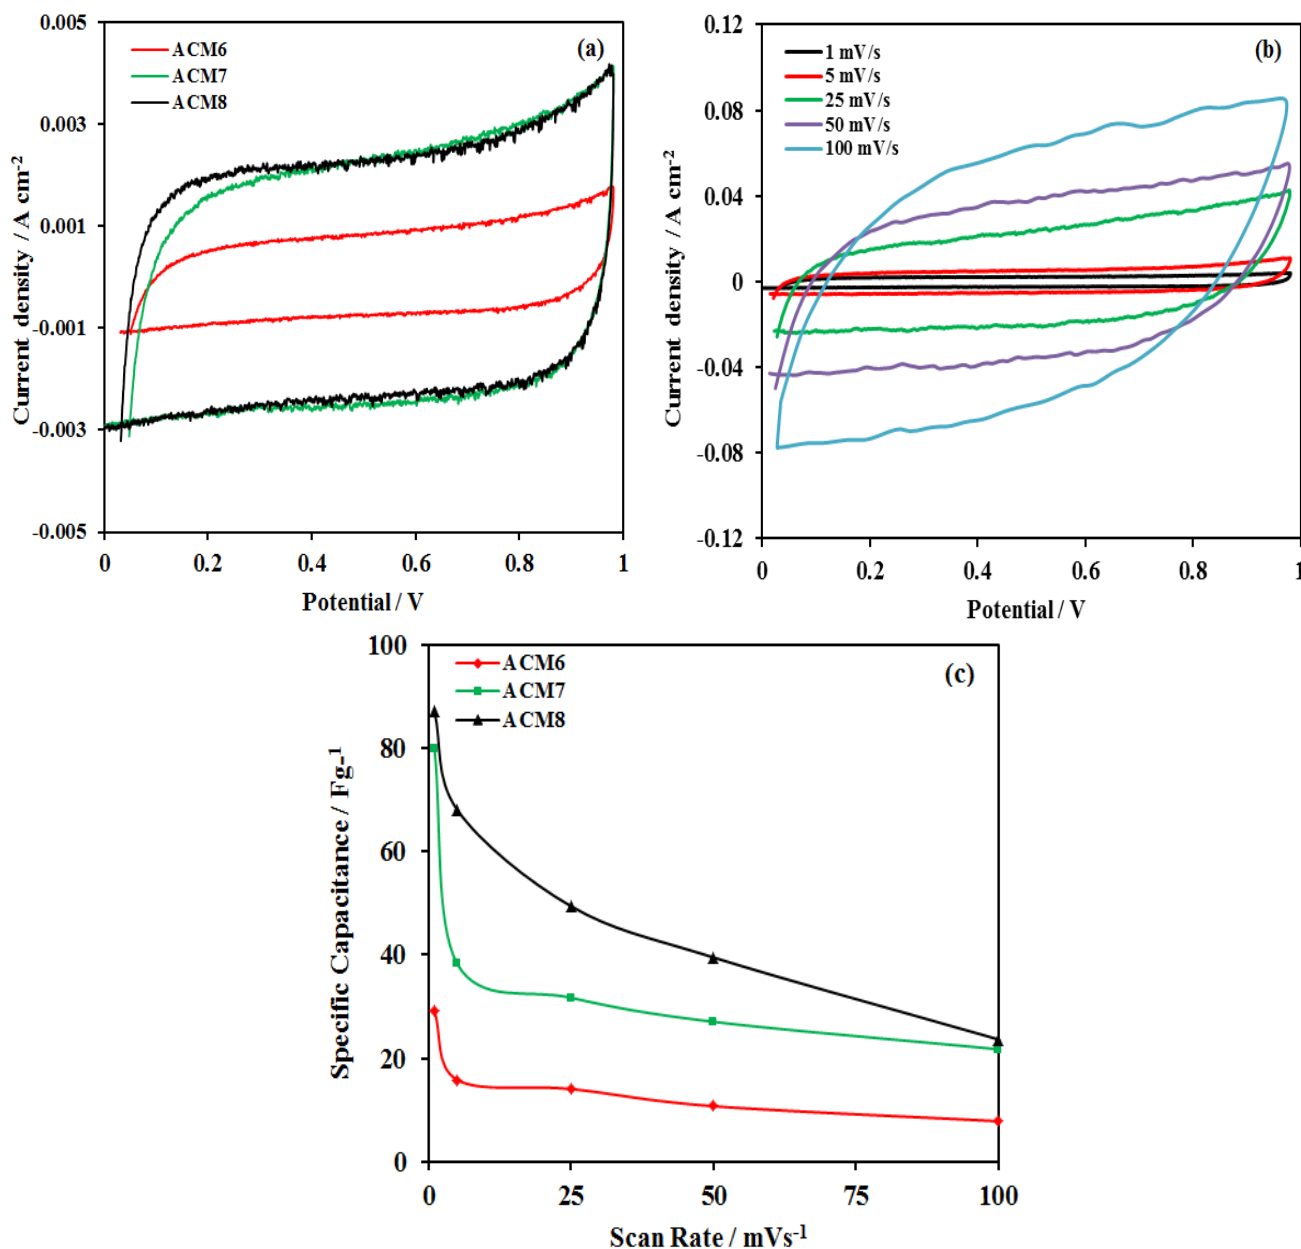 (a)
ACM6
ACM7
ACM8
0.005
0.003
0.001
-0.001
-0.003
-0.005
Current density / A cm-2
0 0.2 0.4 0.6 0.8 1
Potential / V
(b)
1 mV/s
5 mV/s
25 mV/s
50 mV/s
100 mV/s
0.12
0.08
0.04
0
-0.04
-0.08
-0.12
Current density / A cm-2
0 0.2 0.4 0.6 0.8 1
Potential / V
(c)
ACM6
ACM7
ACM8
100
80
60
40
20
0
Specific Capacitance / Fg-1
0 25 50 75 100
Scan Rate / mVs-1